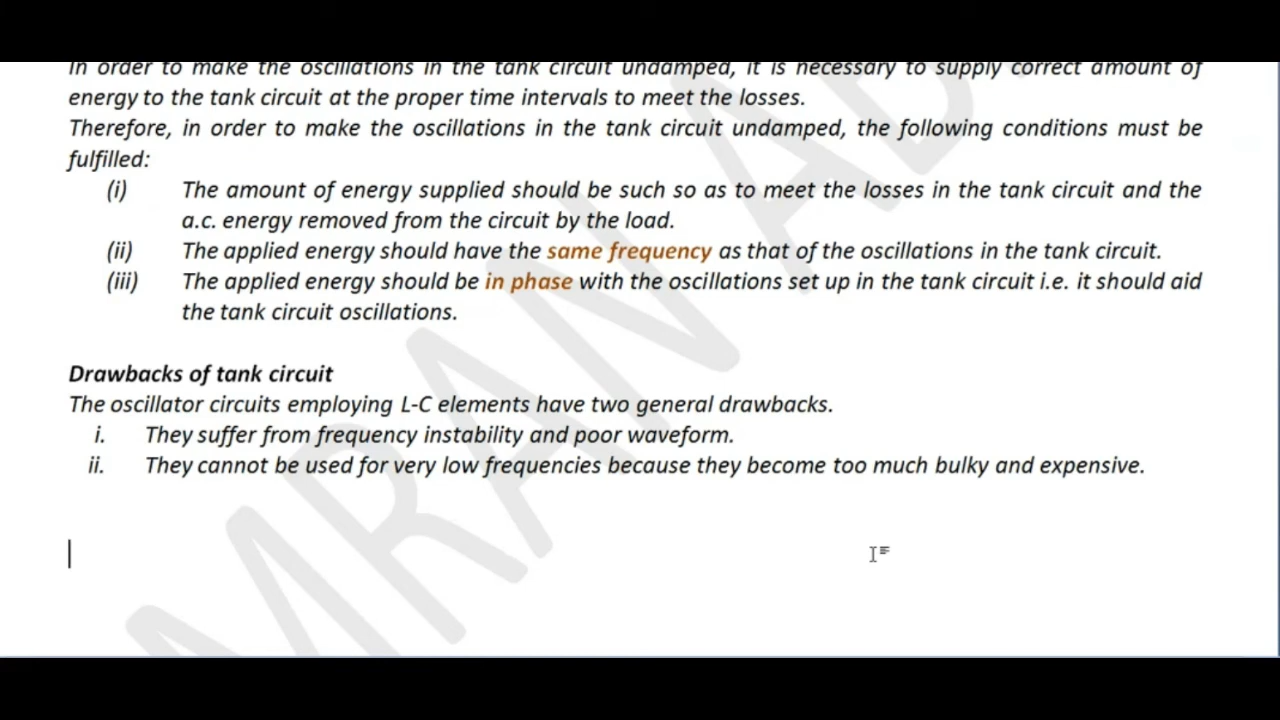 In order to make the oscillations in the tank circuit undamped, it is necessary to supply correct amount of
energy to the tank circuit at the proper time intervals to meet the losses.
Therefore, in order to make the oscillations in the tank circuit undamped, the following conditions must be
fulfilled:
(i) The amount of energy supplied should be such so as to meet the losses in the tank circuit and the
a.c. energy removed from the circuit by the load.
(ii) The applied energy should have the same frequency as that of the oscillations in the tank circuit.
(iii) The applied energy should be in phase with the oscillations set up in the tank circuit i.e. it should aid
the tank circuit oscillations.
Drawbacks of tank circuit
The oscillator circuits employing L-C elements have two general drawbacks.
i. They suffer from frequency instability and poor waveform.
ii. They cannot be used for very low frequencies because they become too much bulky and expensive.